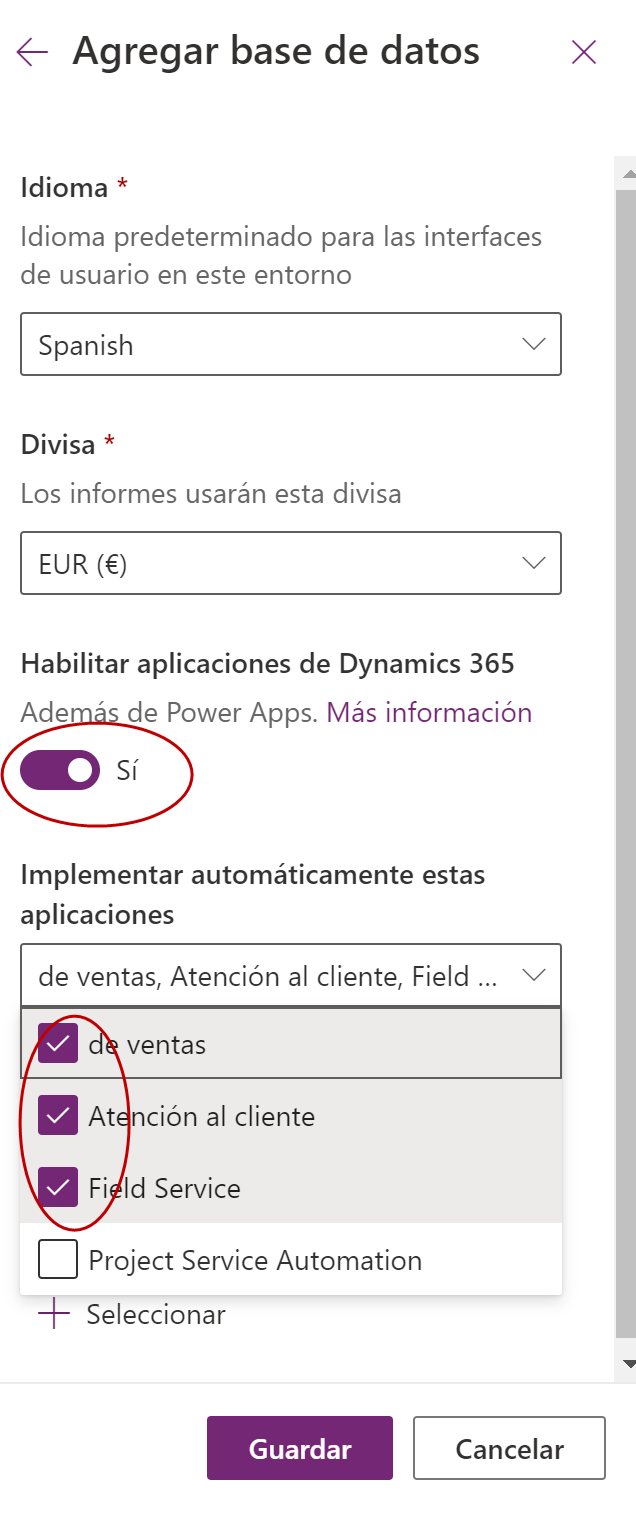 Agregar base de datos
Idioma *
Idioma predeterminado para las interfaces
de usuario en este entorno
Spanish
Divisa *
Los informes usarán esta divisa
EUR (€)
Habilitar aplicaciones de Dynamics 365
Además de Power Apps. Más información
Sí
Implementar automáticamente estas
aplicaciones
de ventas, Atención al cliente, Field ...
de ventas
Atención al cliente
Field Service
Project Service Automation
Seleccionar
Guardar
Cancelar